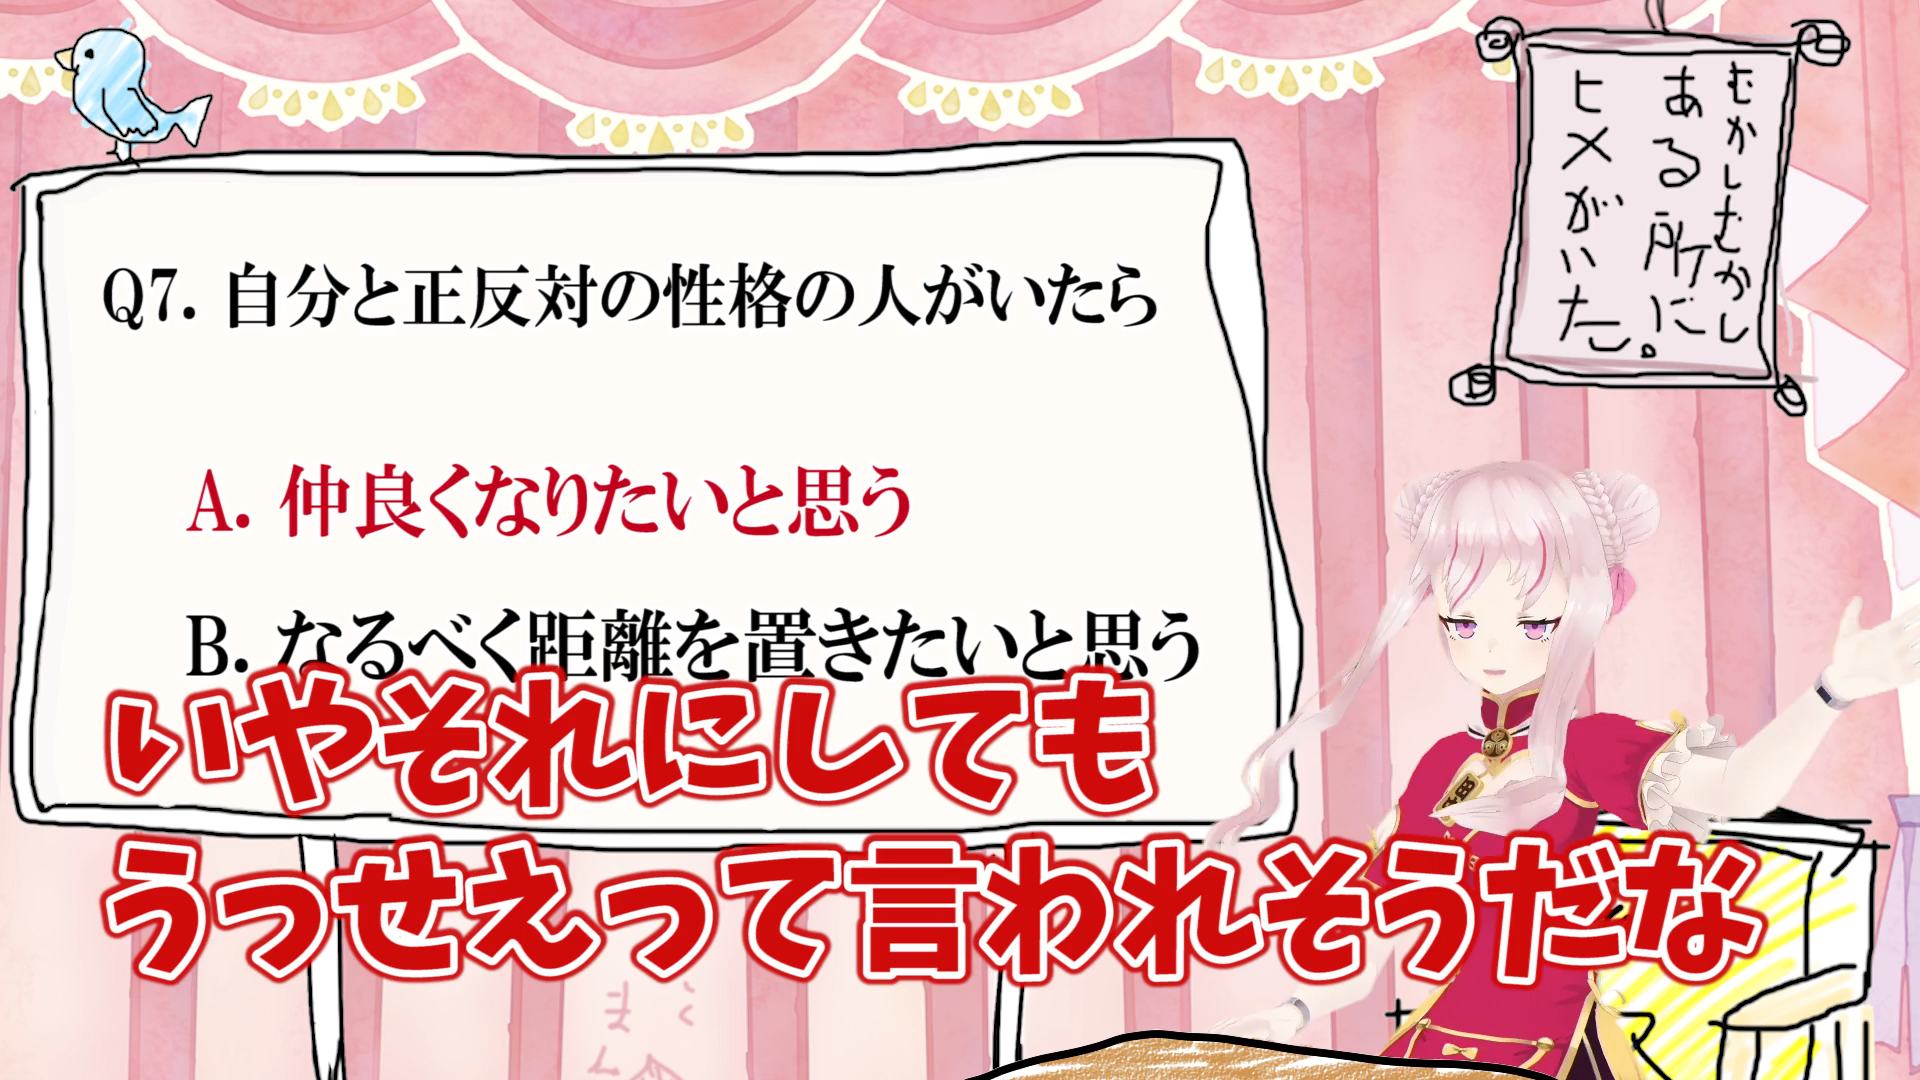 Q7. 自分と正反対の性格の人がいたら
A. 仲良くなりたいと思う
B. なるべく距離を置きたいと思う
いやそれにしても
うっせえって言われそうだな
むかしむかし
ある所に
ヒメがいた。